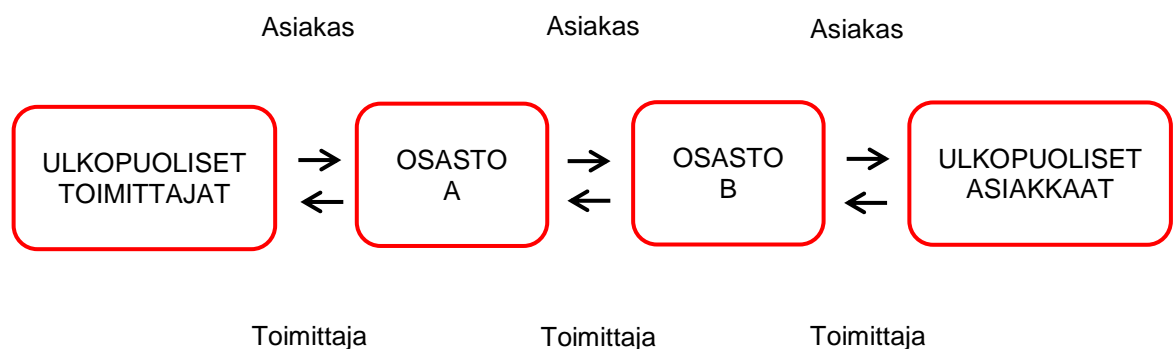 Asiakas
Asiakas
Asiakas
ULKOPUOLISET
TOIMITTAJAT
OSASTO
A
OSASTO
B
ULKOPUOLISET
ASIAKKAAT
Toimittaja
Toimittaja
Toimittaja